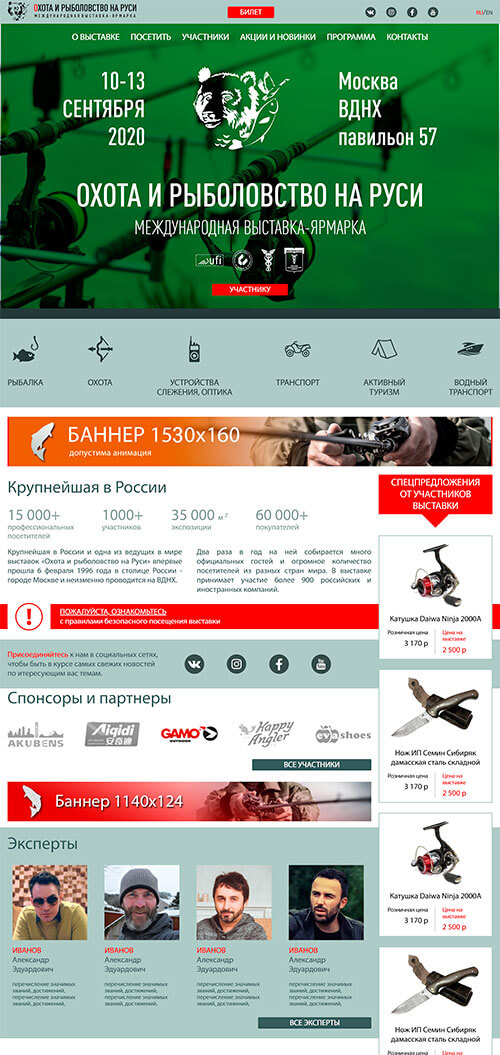 ОХОТА И РЫБОЛОВСТВО НА РУСИ
МЕЖДУНАРОДНАЯ ВЫСТАВКА-ЯРМАРКА
БИЛЕТ
RU/EN
О ВЫСТАВКЕ ПОСЕТИТЬ УЧАСТНИКИ АКЦИИ И НОВИНКИ ПРОГРАММА КОНТАКТЫ
10-13
СЕНТЯБРЯ
2020
Москва
ВДНХ
павильон 57
ОХОТА И РЫБОЛОВСТВО НА РУСИ
МЕЖДУНАРОДНАЯ ВЫСТАВКА-ЯРМАРКА
ufi
УЧАСТНИКУ
РЫБАЛКА
ОХОТА
УСТРОЙСТВА
СЛЕЖЕНИЯ, ОПТИКА
ТРАНСПОРТ
АКТИВНЫЙ
ТУРИЗМ
ВОДНЫЙ
ТРАНСПОРТ
БАННЕР 1530x160
допустима анимация
Крупнейшая в России
15 000+
профессиональных
посетителей
1000+
участников
35 000 м 2
экспозиции
60 000+
покупателей
Крупнейшая в России и одна из ведущих в мире
выставок «Охота и рыболовство на Руси» впервые
прошла 6 февраля 1996 года в столице России -
городе Москве и неизменно проводится на ВДНХ.
Два раза в год на ней собирается много
официальных гостей и огромное количество
посетителей из разных стран мира. В выставке
принимает участие более 900 российских и
иностранных компаний.
ПОЖАЛУЙСТА, ОЗНАКОМЬТЕСЬ
с правилами безопасного посещения выставки
Присоединяйтесь к нам в социальных сетях,
чтобы быть в курсе самых свежих новостей
по итересующим вас темам.
Спонсоры и партнеры
AKUBENS
Aiqidi
安奇迪
GAMO
OUTDOOR
Happy
Angler
eva shoes
ВСЕ УЧАСТНИКИ
Баннер 1140x124
Эксперты
ИВАНОВ
Александр
Эдуардович
перечисление значимых
званий, достижений,
перечисление значимых
званий, достижений,
ИВАНОВ
Александр
Эдуардович
перечисление значимых
званий, достижений,
перечисление значимых
званий, достижений,
ИВАНОВ
Александр
Эдуардович
перечисление значимых
званий, достижений,
перечисление значимых
званий, достижений,
ИВАНОВ
Александр
Эдуардович
перечисление значимых
званий, достижений,
перечисление значимых
званий, достижений,
ВСЕ ЭКСПЕРТЫ
СПЕЦПРЕДЛОЖЕНИЯ
ОТ УЧАСТНИКОВ
ВЫСТАВКИ
Катушка Daiwa Ninja 2000A
Розничная цена
3 170 р
Цена на
выставке
2 500 р
Нож ИП Семин Сибиряк
дамасская сталь складной
Розничная цена
3 170 р
Цена на
выставке
2 500 р
Катушка Daiwa Ninja 2000A
Розничная цена
3 170 р
Цена на
выставке
2 500 р
Нож ИП Семин Сибиряк
дамасская сталь складной
Розничная цена
Цена на